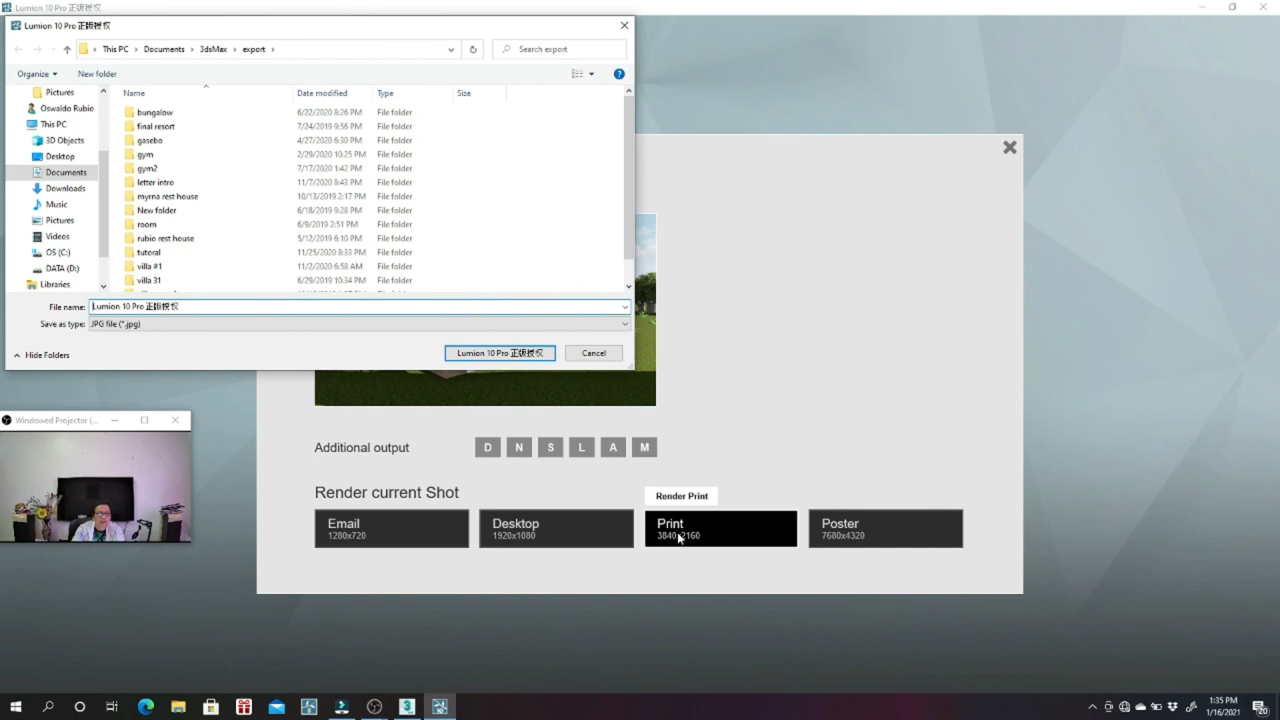 Lumion 10 Pro 正版授权
Lumion 10 Pro 正版授权
This PC
Documents
3dsMax
export
Search export
Organize
New folder
Name
Date modified
Type
Size
Pictures
Oswaldo Rubio
This PC
3D Objects
Desktop
Documents
Downloads
Music
Pictures
Videos
OS (C:)
DATA (D:)
Libraries
bungalow 6/22/2020 8:26 PM File folder
final resort 7/24/2019 9:56 PM File folder
gasebo 4/27/2020 6:30 PM File folder
gym 2/29/2020 10:25 PM File folder
gym2 7/17/2020 1:42 PM File folder
letter intro 11/7/2020 8:43 PM File folder
myrna rest house 10/13/2019 2:17 PM File folder
New folder 6/18/2019 9:28 PM File folder
room 6/9/2019 2:51 PM File folder
rubio rest house 5/12/2019 6:10 PM File folder
tutoral 11/25/2020 8:33 PM File folder
villa #1 11/2/2020 6:58 AM File folder
villa 31 6/29/2019 10:34 PM File folder
File name: Lumion 10 Pro 正版授权
Save as type: JPG file (*.jpg)
Hide Folders
Lumion 10 Pro 正版授权
Cancel
Windowed Projector (...
Additional output
D N S L A M
Render current Shot
Render Print
Email
1280x720
Desktop
1920x1080
Print
3840x2160
Poster
7680x4320
1:35 PM
1/16/2021
20